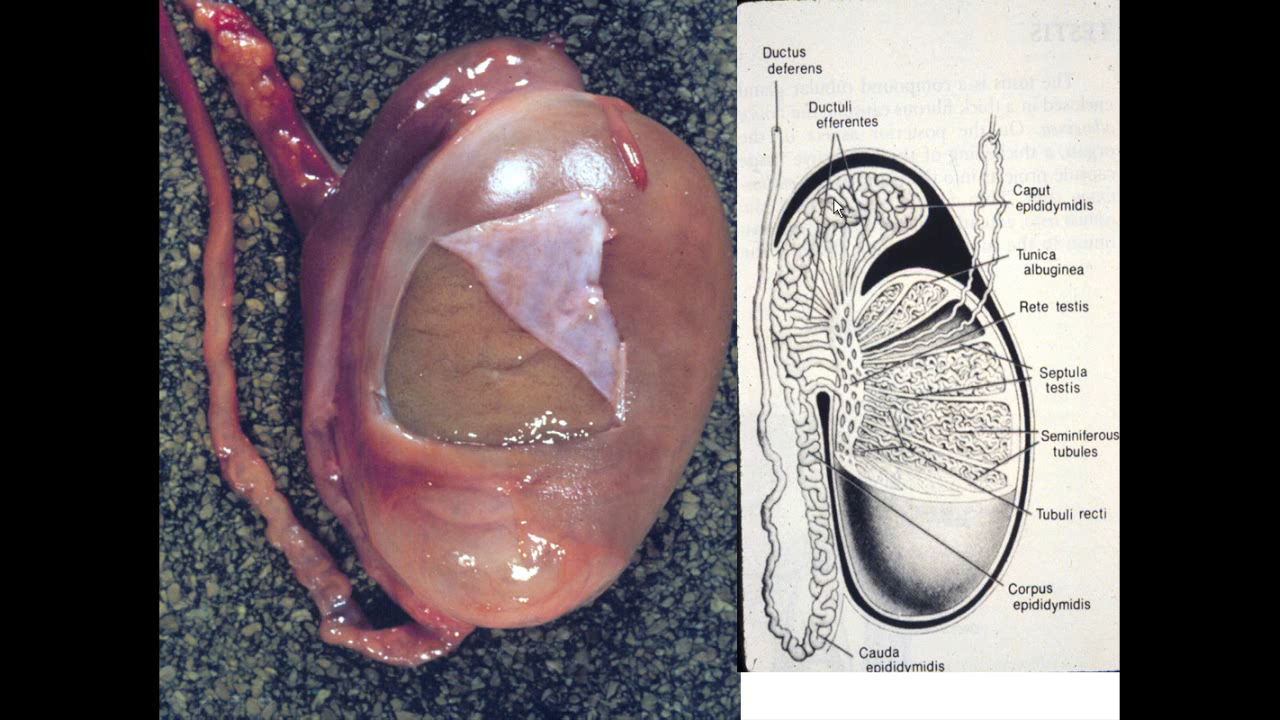 Ductus
deferens
Ductuli
efferentes
Caput
epididymidis
Tunica
albuginea
Rete testis
Septula
testis
Seminiferous
tubules
Tubuli recti
Corpus
epididymidis
Cauda
epididymidis